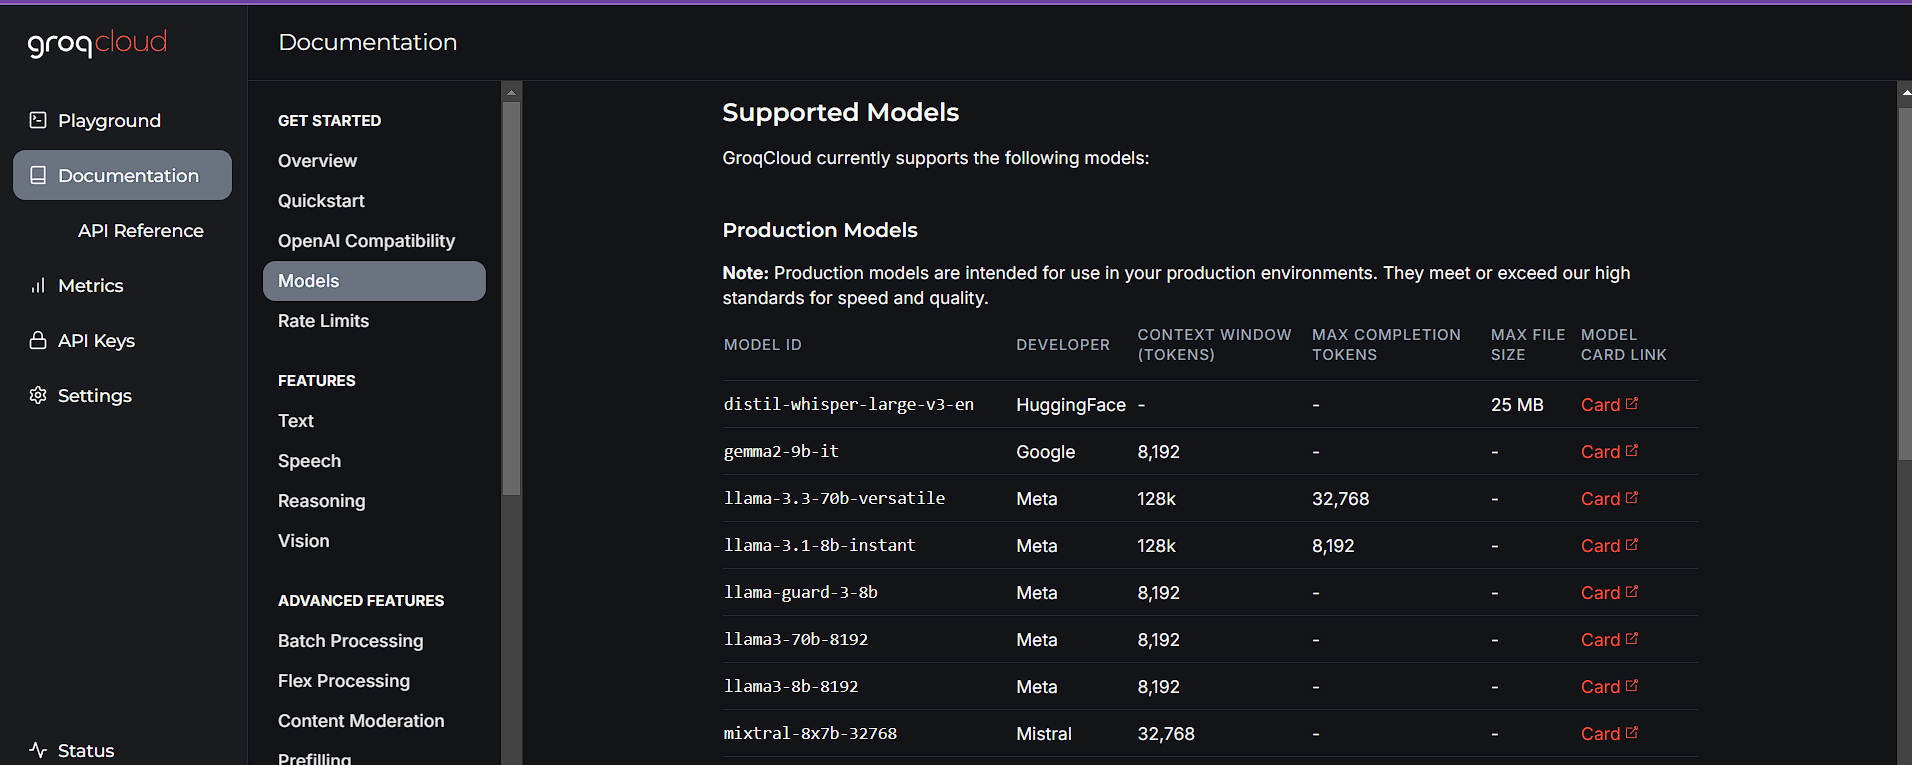 groqcloud
Documentation
Playground
Documentation
API Reference
Metrics
API Keys
Settings
Status
GET STARTED
Overview
Quickstart
OpenAI Compatibility
Models
Rate Limits
FEATURES
Text
Speech
Reasoning
Vision
ADVANCED FEATURES
Batch Processing
Flex Processing
Content Moderation
Prefilling
Supported Models
GroqCloud currently supports the following models:
Production Models
Note: Production models are intended for use in your production environments. They meet or exceed our high
standards for speed and quality.
MODEL ID DEVELOPER CONTEXT WINDOW (TOKENS) MAX COMPLETION TOKENS MAX FILE SIZE MODEL CARD LINK
distil-whisper-large-v3-en HuggingFace - - 25 MB Card
gemma2-9b-it Google 8,192 - - Card
llama-3.3-70b-versatile Meta 128k 32,768 - Card
llama-3.1-8b-instant Meta 128k 8,192 - Card
llama-guard-3-8b Meta 8,192 - - Card
llama3-70b-8192 Meta 8,192 - - Card
llama3-8b-8192 Meta 8,192 - - Card
mixtral-8x7b-32768 Mistral 32,768 - - Card